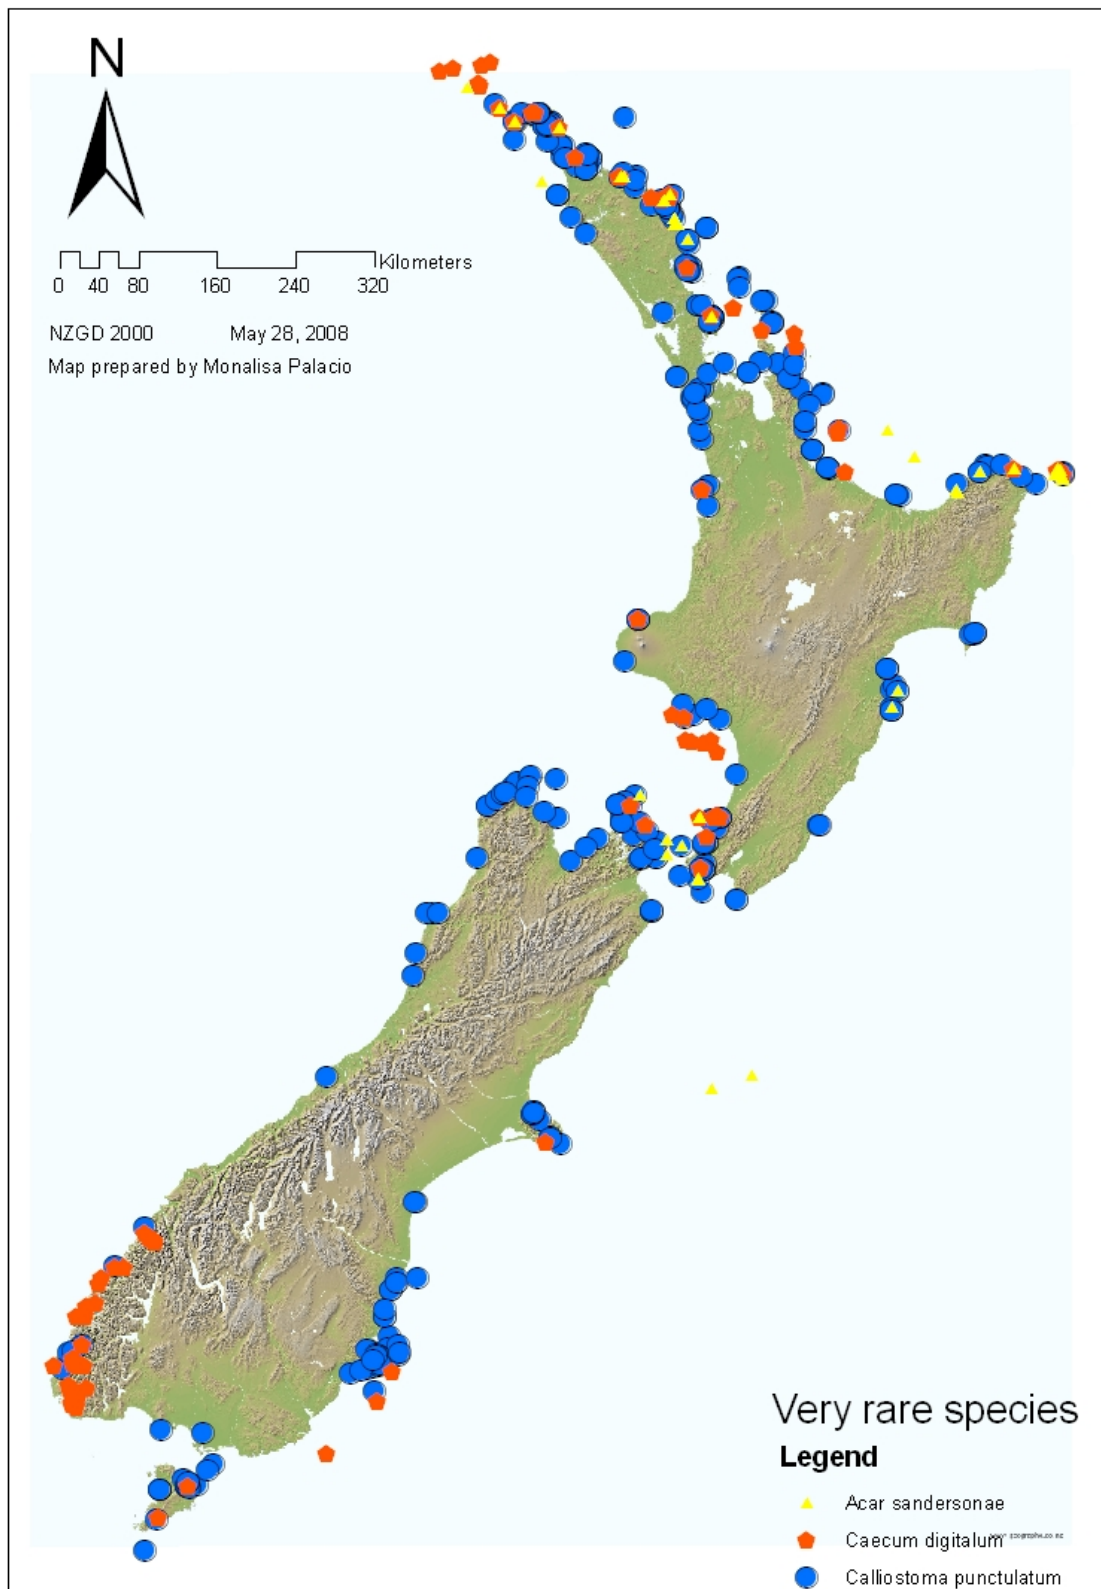 N
Kilometers
0 40 80 160 240 320
NZGD 2000 May 28, 2008
Map prepared by Monalisa Palacio
Very rare species
Legend
Acar sandersonae
Caecum digitalum
Calliostoma punctulatum